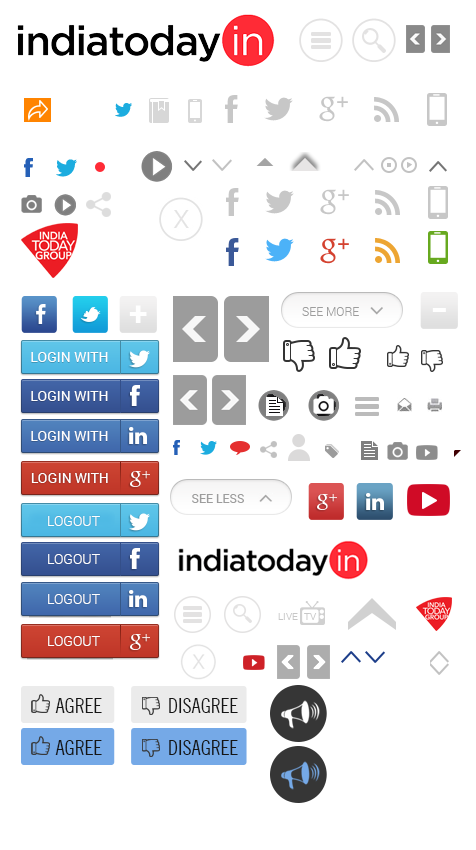 indiatoday in
g+
INDIA
TODAY
GROUP
X
g+
g+
SEE MORE
LOGIN WITH
LOGIN WITH
LOGIN WITH in
LOGIN WITH g+
SEE LESS
g+ in
LOGOUT
LOGOUT
LOGOUT in
LOGOUT g+
indiatoday in
LIVE TV
INDIA
TODAY
GROUP
X
AGREE DISAGREE
AGREE DISAGREE